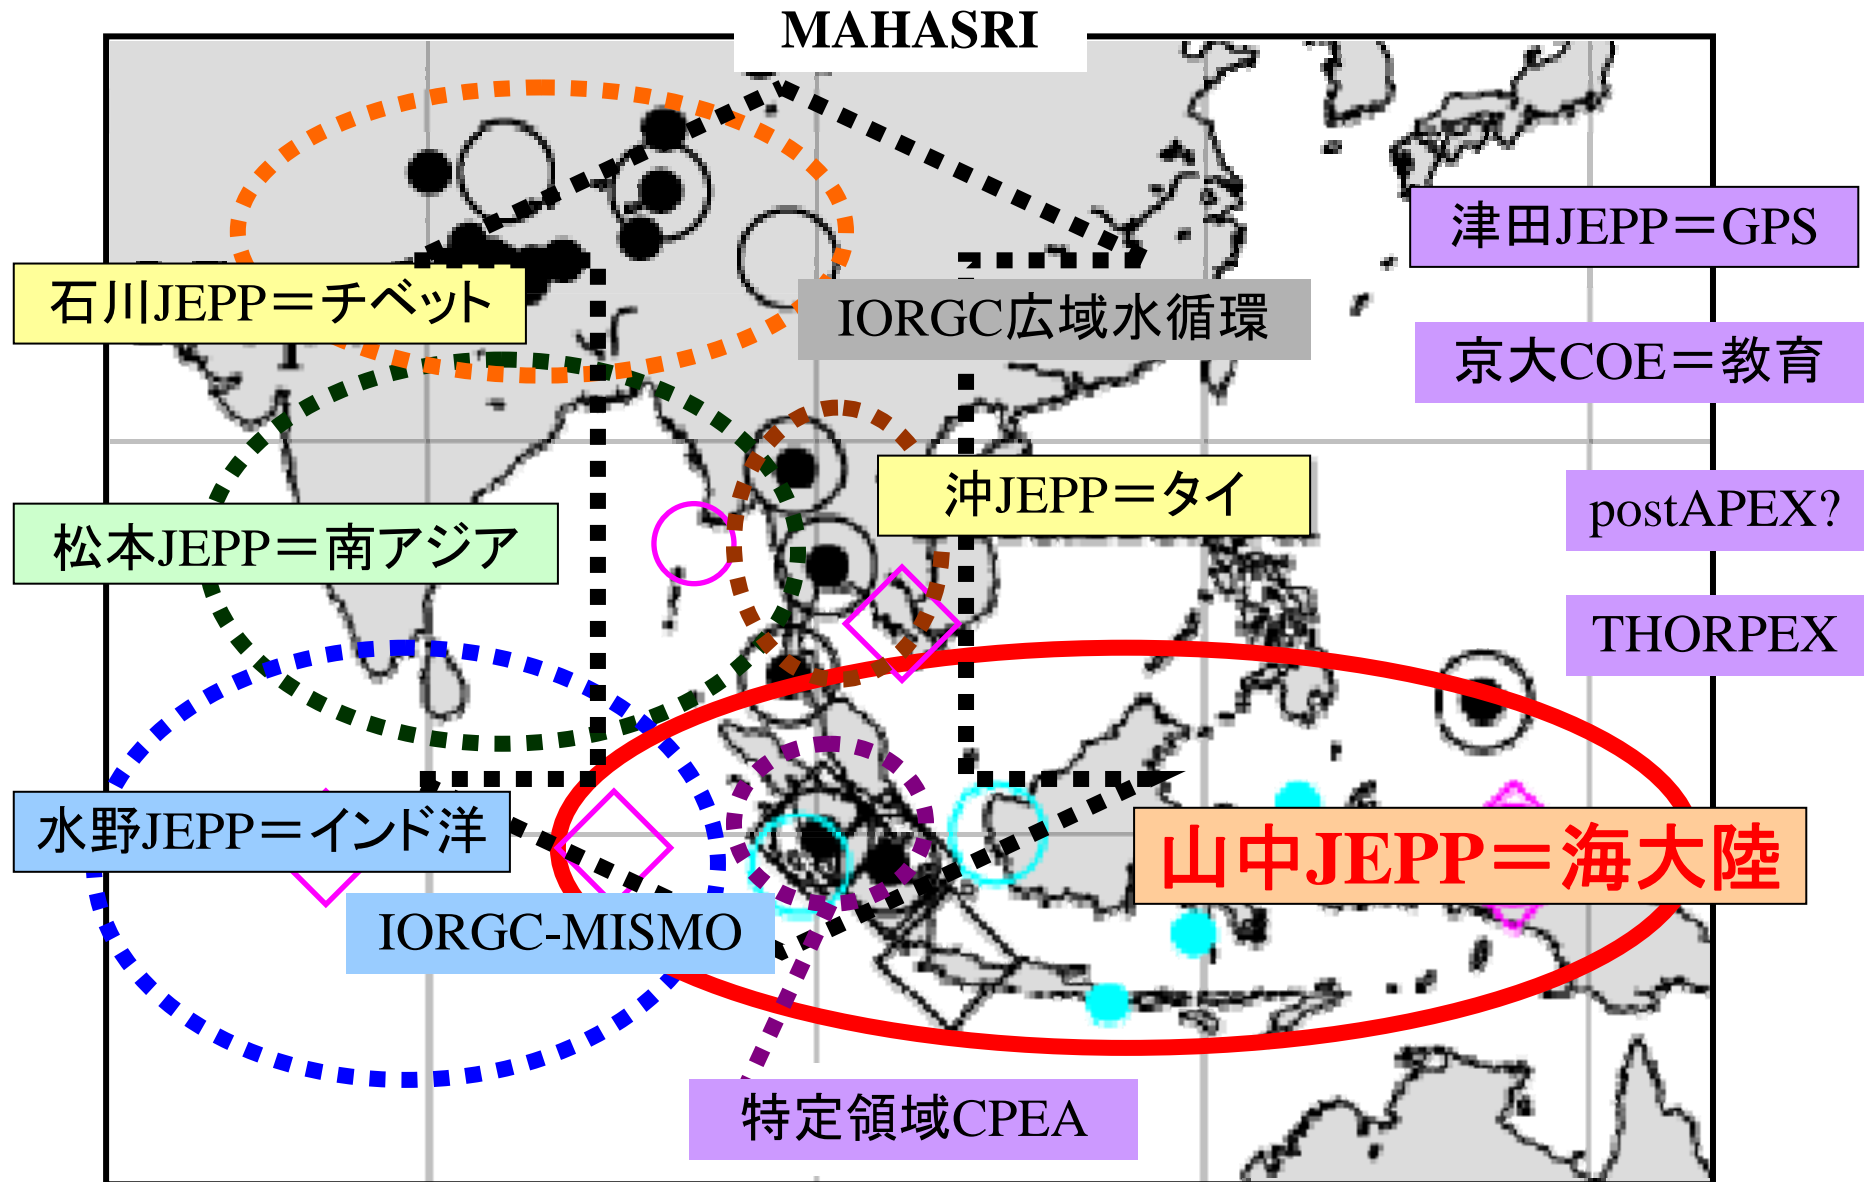 MAHASRI
津田JEPP＝GPS
石川JEPP＝チベット
IORGC広域水循環
京大COE＝教育
沖JEPP＝タイ
postAPEX?
松本JEPP＝南アジア
THORPEX
水野JEPP＝インド洋
山中JEPP＝海大陸
IORGC-MISMO
特定領域CPEA